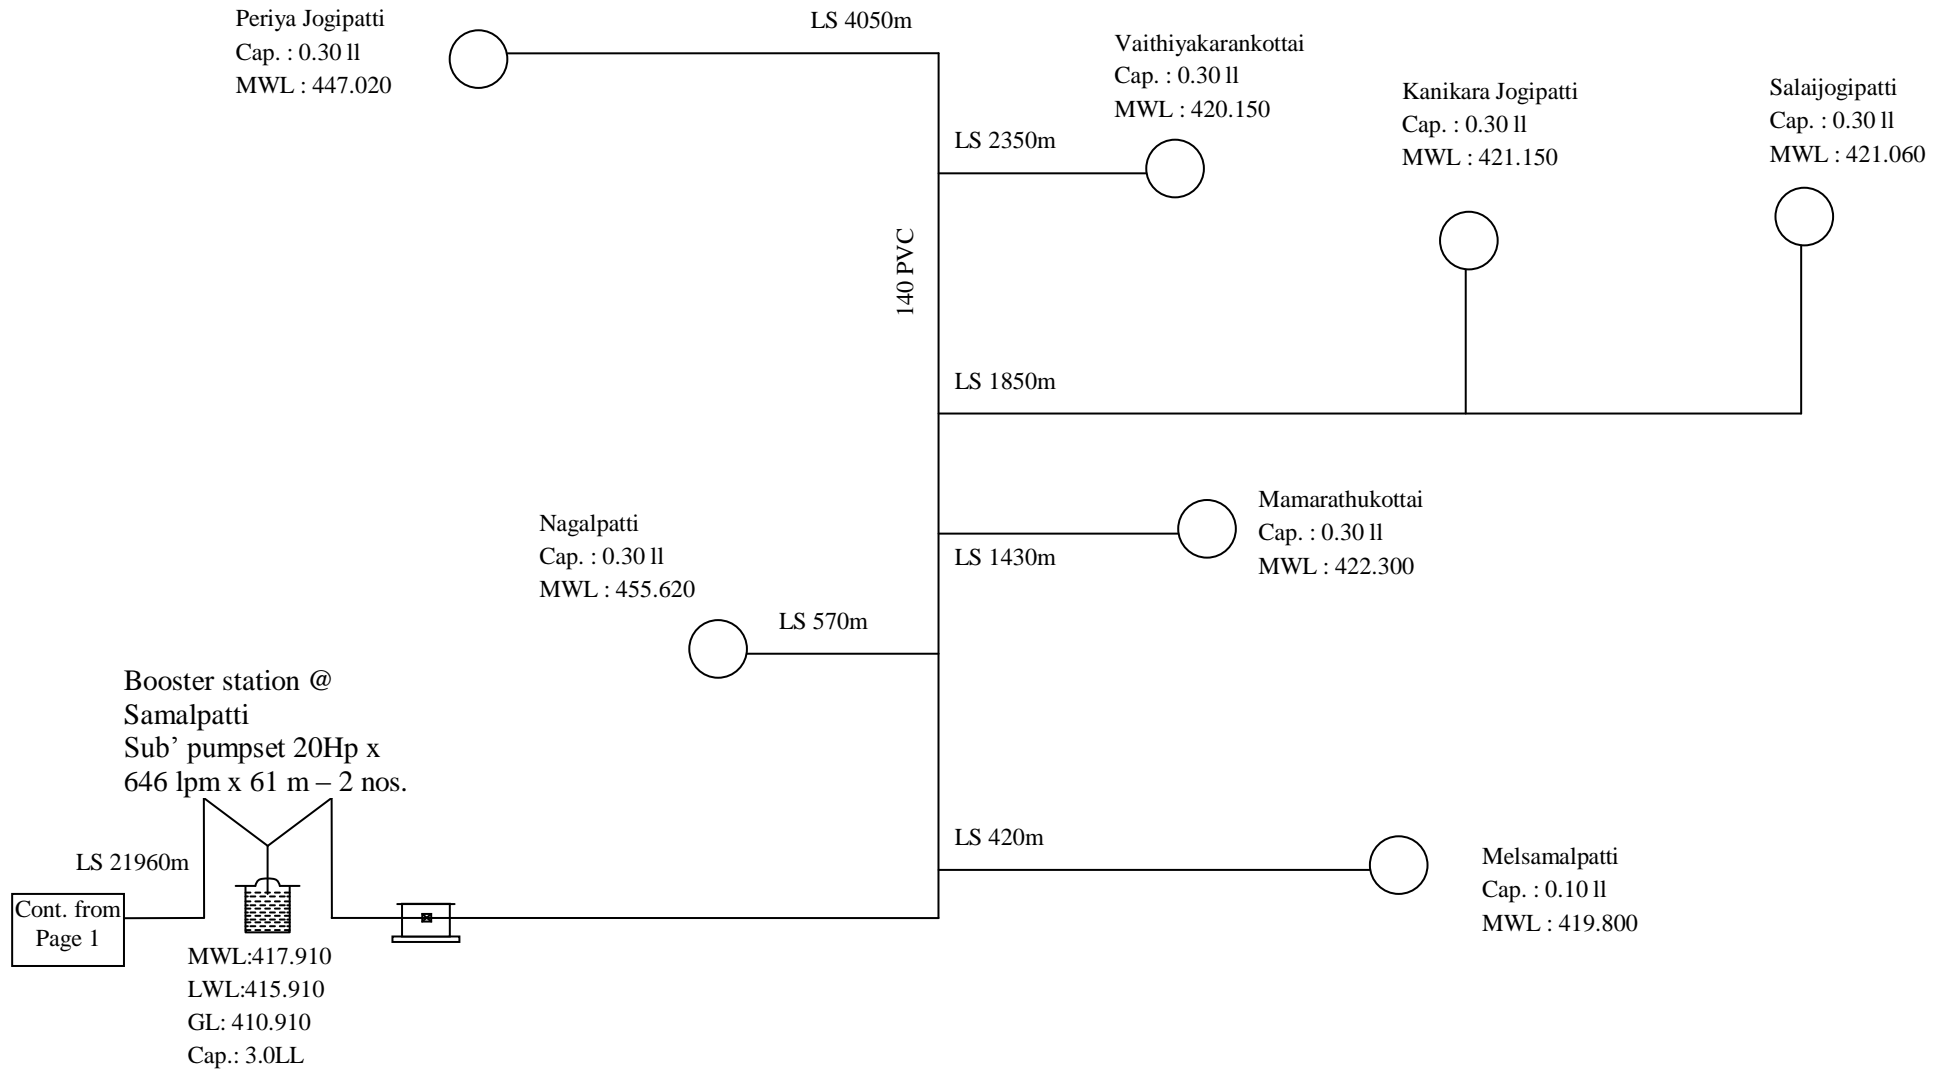 Periya Jogipatti
Cap. : 0.30 ll
MWL : 447.020
LS 4050m
Vaithiyakarankottai
Cap. : 0.30 ll
MWL : 420.150
Kanikara Jogipatti
Cap. : 0.30 ll
MWL : 421.150
Salaijogipatti
Cap. : 0.30 ll
MWL : 421.060
LS 2350m
140 PVC
LS 1850m
Mamarathukottai
Cap. : 0.30 ll
MWL : 422.300
LS 1430m
Nagalpatti
Cap. : 0.30 ll
MWL : 455.620
LS 570m
Booster station @
Samalpatti
Sub’ pumpset 20Hp x
646 lpm x 61 m – 2 nos.
LS 21960m
LS 420m
Melsamalpatti
Cap. : 0.10 ll
MWL : 419.800
Cont. from
Page 1
MWL:417.910
LWL:415.910
GL: 410.910
Cap.: 3.0LL